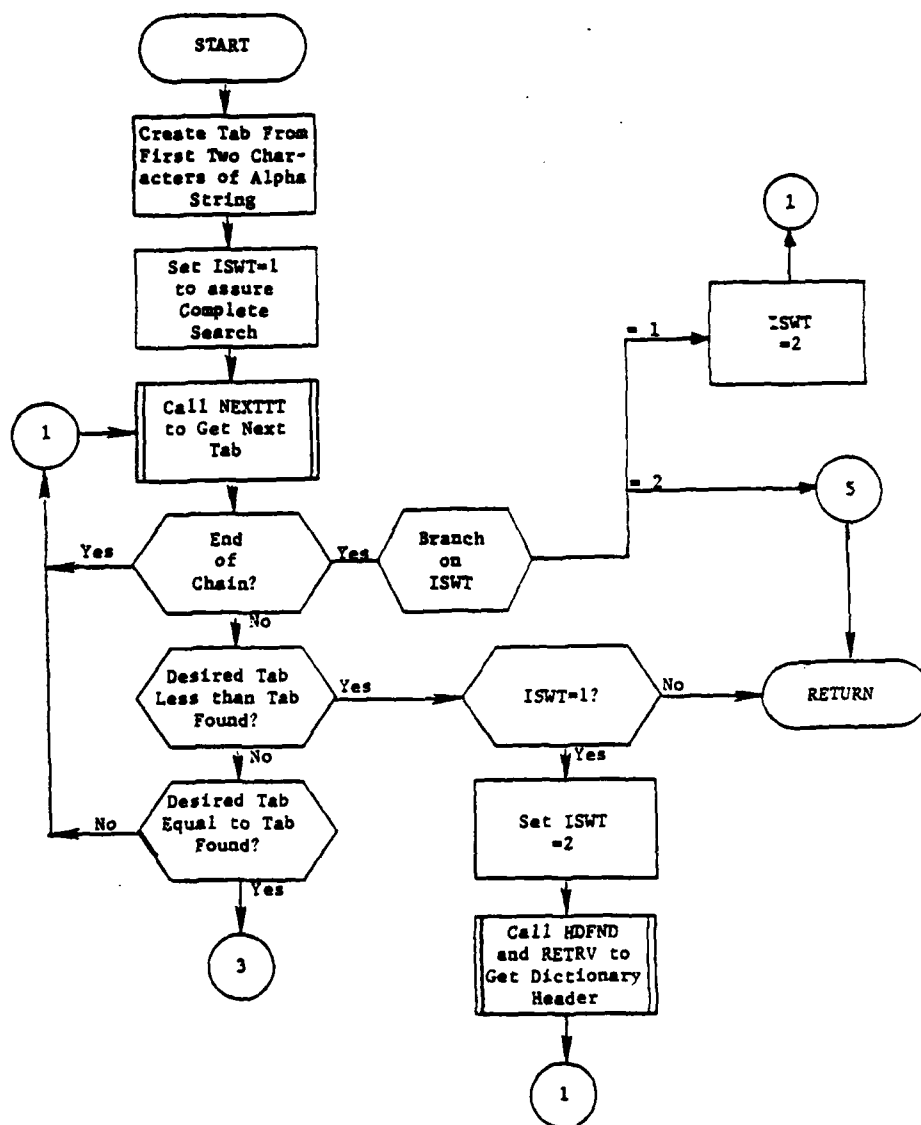 START
Create Tab From
First Two Char-
acters of Alpha
String
Set ISWT=1
to assure
Complete
Search
1
Call NEXTTT
to Get Next
Tab
1
ISWT
=2
= 1
= 2
5
Yes
End
of
Chain?
Yes
Branch
on
ISWT
No
Desired Tab
Less than Tab
Found?
Yes
ISWT=1?
No
RETURN
No
Yes
No
Desired Tab
Equal to Tab
Found?
Yes
3
Set ISWT
=2
Call HDFND
and RETRV to
Get Dictionary
Header
1